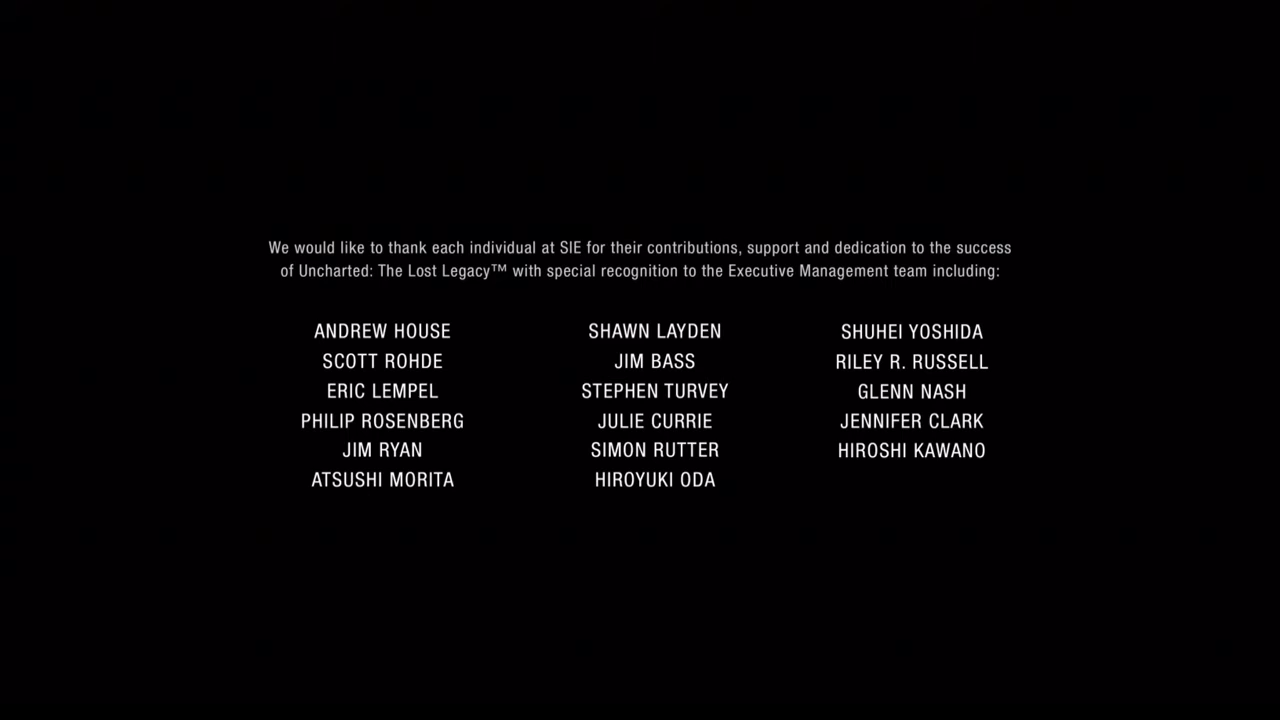 We would like to thank each individual at SIE for their contributions, support and dedication to the success
of Uncharted: The Lost Legacy™ with special recognition to the Executive Management team including:
ANDREW HOUSE SHAWN LAYDEN SHUHEI YOSHIDA
SCOTT ROHDE JIM BASS RILEY R. RUSSELL
ERIC LEMPEL STEPHEN TURVEY GLENN NASH
PHILIP ROSENBERG JULIE CURRIE JENNIFER CLARK
JIM RYAN SIMON RUTTER HIROSHI KAWANO
ATSUSHI MORITA HIROYUKI ODA